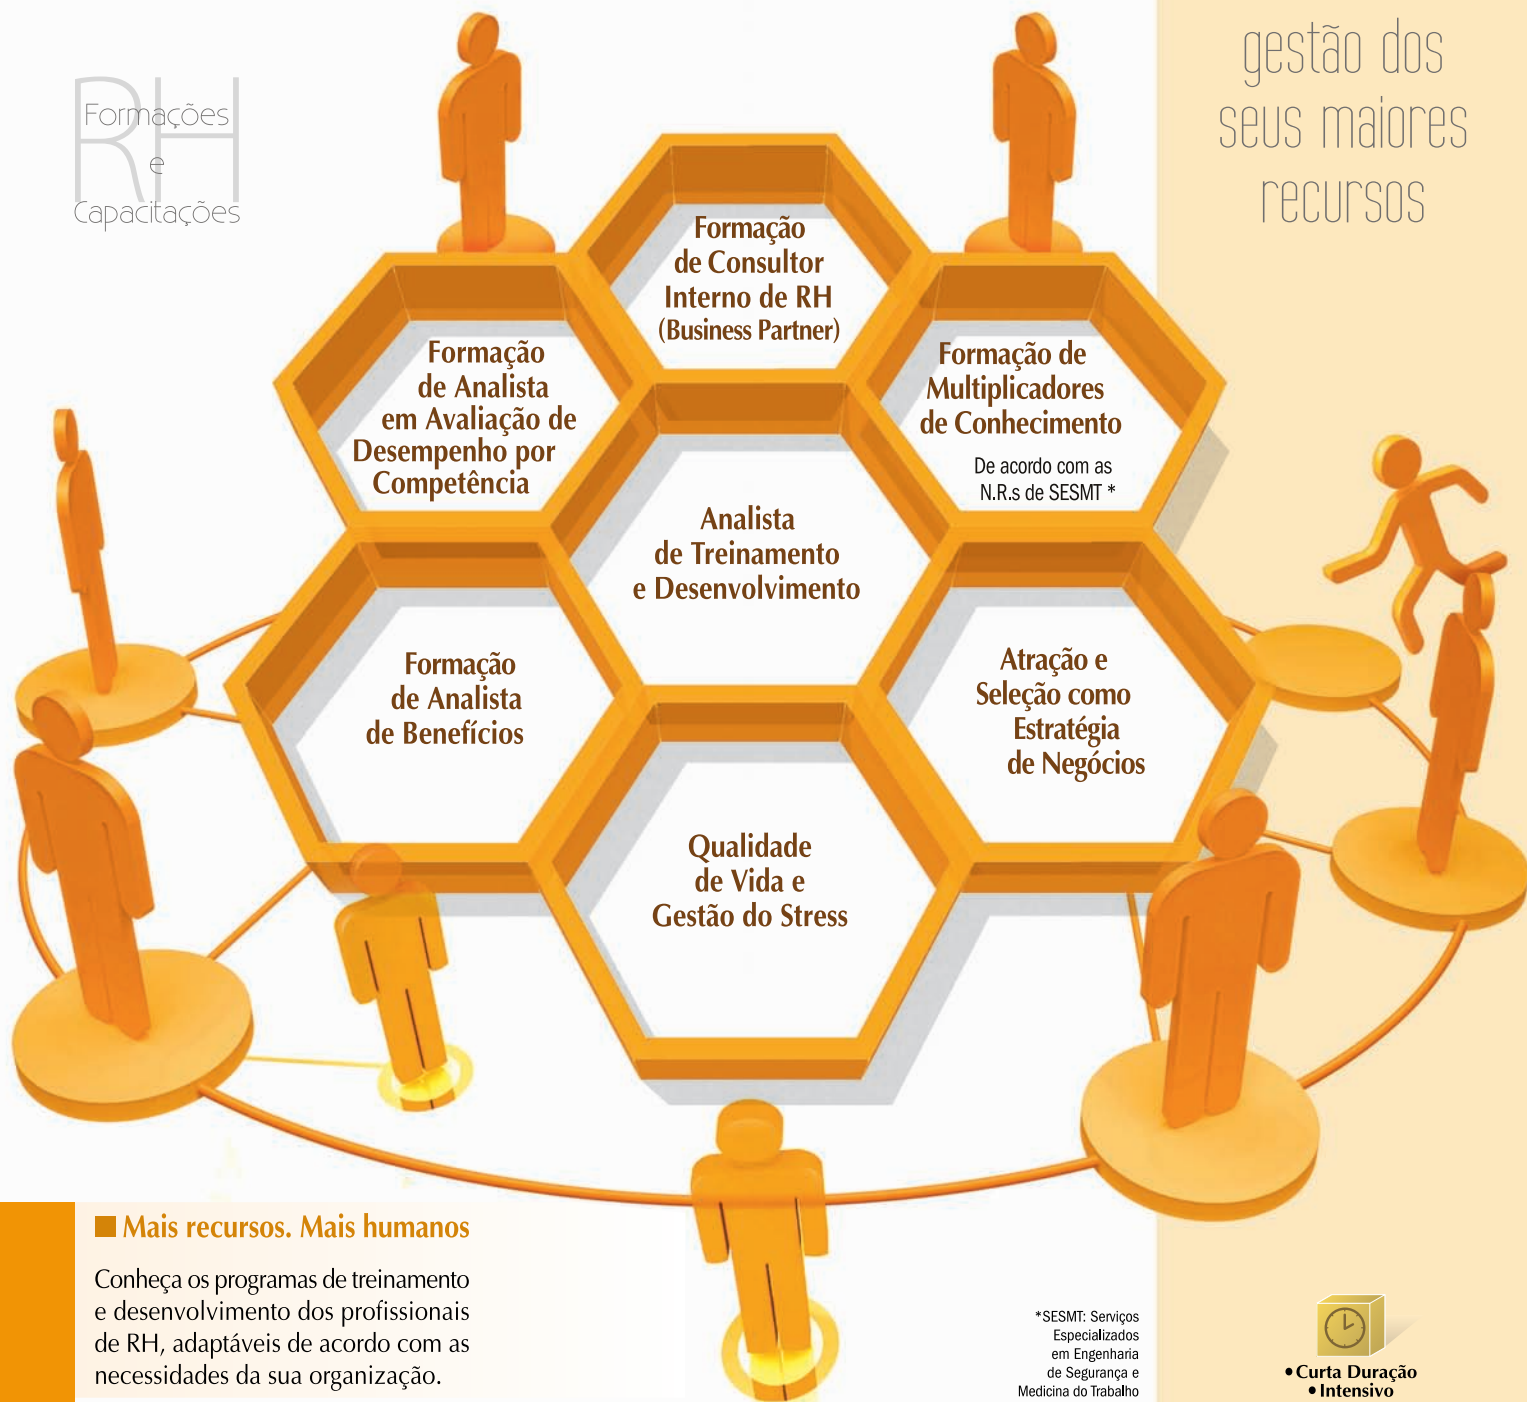 RH
Formações
e
Capacitações
gestão dos
seus maiores
recursos
Formação
de Consultor
Interno de RH
(Business Partner)
Formação
de Analista
em Avaliação de
Desempenho por
Competência
Formação de
Multiplicadores
de Conhecimento
De acordo com as
N.R.s de SESMT *
Analista
de Treinamento
e Desenvolvimento
Formação
de Analista
de Benefícios
Atração e
Seleção como
Estratégia
de Negócios
Qualidade
de Vida e
Gestão do Stress
■ Mais recursos. Mais humanos
Conheça os programas de treinamento
e desenvolvimento dos profissionais
de RH, adaptáveis de acordo com as
necessidades da sua organização.
*SESMT: Serviços
Especializados
em Engenharia
de Segurança e
Medicina do Trabalho
•Curta Duração
•Intensivo